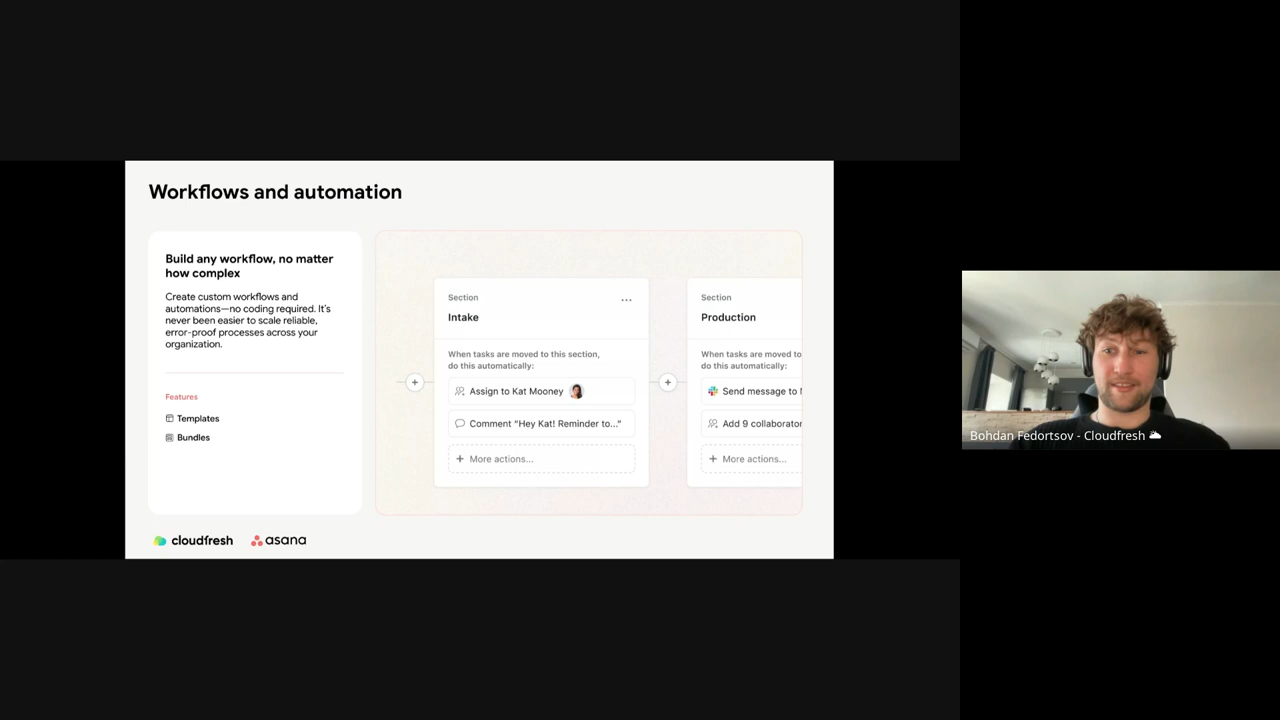 Workflows and automation
Build any workflow, no matter
how complex
Create custom workflows and
automations—no coding required. It's
never been easier to scale reliable,
error-proof processes across your
organization.
Features
Templates
Bundles
Section
Intake
When tasks are moved to this section,
do this automatically:
Assign to Kat Mooney
Comment “Hey Kat! Reminder to...”
More actions...
Section
Production
When tasks are moved to
do this automatically:
Send message to
Add 9 collaborator
More actions...
cloudfresh
asana
Bohdan Fedortsov - Cloudfresh